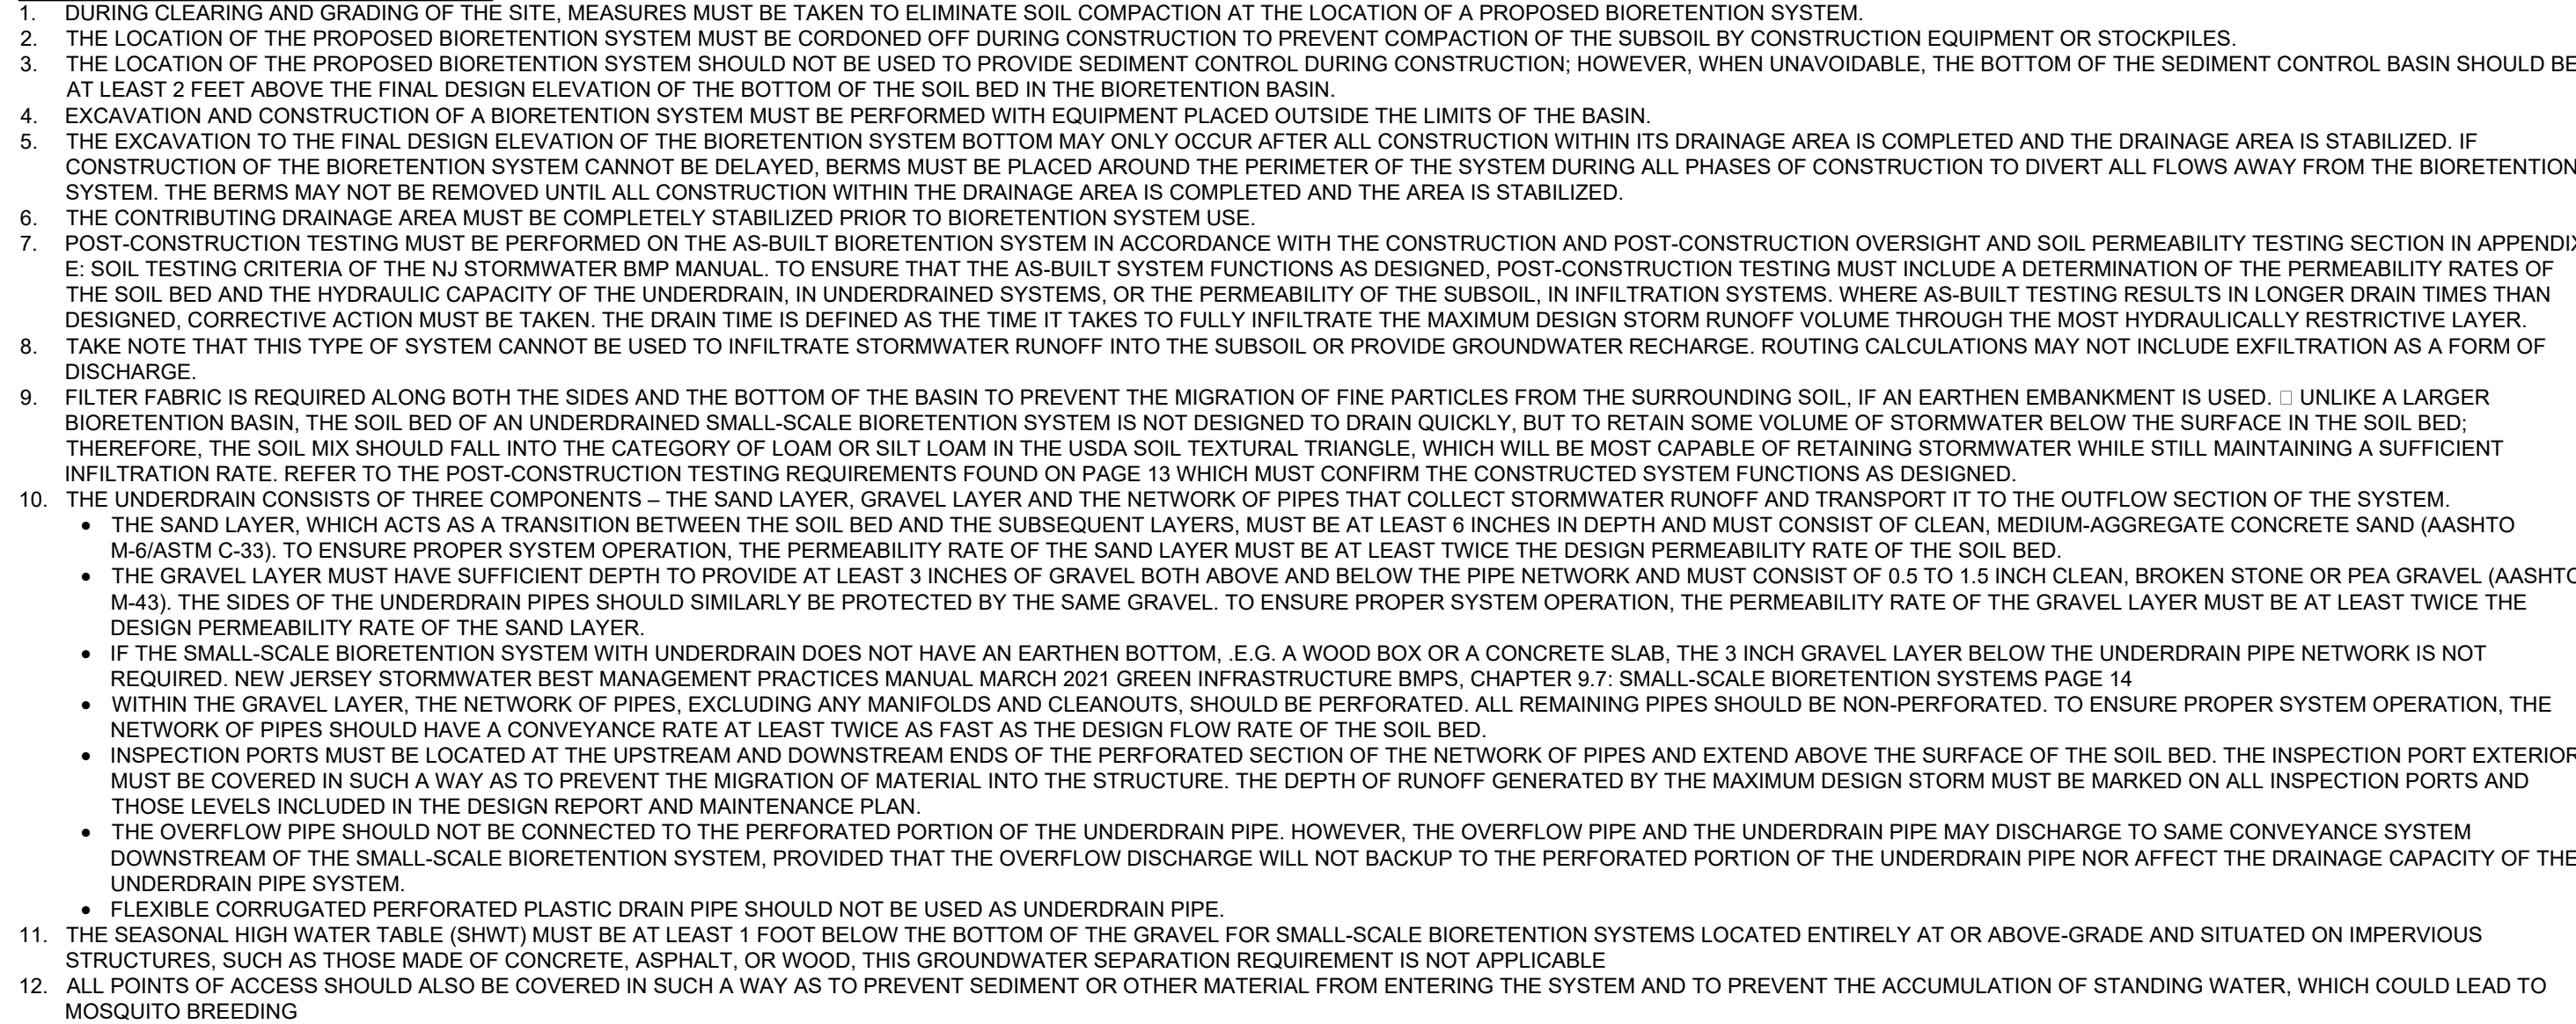 1. DURING CLEARING AND GRADING OF THE SITE, MEASURES MUST BE TAKEN TO ELIMINATE SOIL COMPACTION AT THE LOCATION OF A PROPOSED BIORETENTION SYSTEM.
2. THE LOCATION OF THE PROPOSED BIORETENTION SYSTEM MUST BE CORDONED OFF DURING CONSTRUCTION TO PREVENT COMPACTION OF THE SUBSOIL BY CONSTRUCTION EQUIPMENT OR STOCKPILES.
3. THE LOCATION OF THE PROPOSED BIORETENTION SYSTEM SHOULD NOT BE USED TO PROVIDE SEDIMENT CONTROL DURING CONSTRUCTION; HOWEVER, WHEN UNAVOIDABLE, THE BOTTOM OF THE SEDIMENT CONTROL BASIN SHOULD BE
AT LEAST 2 FEET ABOVE THE FINAL DESIGN ELEVATION OF THE BOTTOM OF THE SOIL BED IN THE BIORETENTION BASIN.
4. EXCAVATION AND CONSTRUCTION OF A BIORETENTION SYSTEM MUST BE PERFORMED WITH EQUIPMENT PLACED OUTSIDE THE LIMITS OF THE BASIN.
5. THE EXCAVATION TO THE FINAL DESIGN ELEVATION OF THE BIORETENTION SYSTEM BOTTOM MAY ONLY OCCUR AFTER ALL CONSTRUCTION WITHIN ITS DRAINAGE AREA IS COMPLETED AND THE DRAINAGE AREA IS STABILIZED. IF
CONSTRUCTION OF THE BIORETENTION SYSTEM CANNOT BE DELAYED, BERMS MUST BE PLACED AROUND THE PERIMETER OF THE SYSTEM DURING ALL PHASES OF CONSTRUCTION TO DIVERT ALL FLOWS AWAY FROM THE BIORETENTION
SYSTEM. THE BERMS MAY NOT BE REMOVED UNTIL ALL CONSTRUCTION WITHIN THE DRAINAGE AREA IS COMPLETED AND THE AREA IS STABILIZED.
6. THE CONTRIBUTING DRAINAGE AREA MUST BE COMPLETELY STABILIZED PRIOR TO BIORETENTION SYSTEM USE.
7. POST-CONSTRUCTION TESTING MUST BE PERFORMED ON THE AS-BUILT BIORETENTION SYSTEM IN ACCORDANCE WITH THE CONSTRUCTION AND POST-CONSTRUCTION OVERSIGHT AND SOIL PERMEABILITY TESTING SECTION IN APPENDIX
E: SOIL TESTING CRITERIA OF THE NJ STORMWATER BMP MANUAL. TO ENSURE THAT THE AS-BUILT SYSTEM FUNCTIONS AS DESIGNED, POST-CONSTRUCTION TESTING MUST INCLUDE A DETERMINATION OF THE PERMEABILITY RATES OF
THE SOIL BED AND THE HYDRAULIC CAPACITY OF THE UNDERDRAIN, IN UNDERDRAINED SYSTEMS, OR THE PERMEABILITY OF THE SUBSOIL, IN INFILTRATION SYSTEMS. WHERE AS-BUILT TESTING RESULTS IN LONGER DRAIN TIMES THAN
DESIGNED, CORRECTIVE ACTION MUST BE TAKEN. THE DRAIN TIME IS DEFINED AS THE TIME IT TAKES TO FULLY INFILTRATE THE MAXIMUM DESIGN STORM RUNOFF VOLUME THROUGH THE MOST HYDRAULICALLY RESTRICTIVE LAYER.
8. TAKE NOTE THAT THIS TYPE OF SYSTEM CANNOT BE USED TO INFILTRATE STORMWATER RUNOFF INTO THE SUBSOIL OR PROVIDE GROUNDWATER RECHARGE. ROUTING CALCULATIONS MAY NOT INCLUDE EXFILTRATION AS A FORM OF
DISCHARGE.
9. FILTER FABRIC IS REQUIRED ALONG BOTH THE SIDES AND THE BOTTOM OF THE BASIN TO PREVENT THE MIGRATION OF FINE PARTICLES FROM THE SURROUNDING SOIL, IF AN EARTHEN EMBANKMENT IS USED. □ UNLIKE A LARGER
BIORETENTION BASIN, THE SOIL BED OF AN UNDERDRAINED SMALL-SCALE BIORETENTION SYSTEM IS NOT DESIGNED TO DRAIN QUICKLY, BUT TO RETAIN SOME VOLUME OF STORMWATER BELOW THE SURFACE IN THE SOIL BED;
THEREFORE, THE SOIL MIX SHOULD FALL INTO THE CATEGORY OF LOAM OR SILT LOAM IN THE USDA SOIL TEXTURAL TRIANGLE, WHICH WILL BE MOST CAPABLE OF RETAINING STORMWATER WHILE STILL MAINTAINING A SUFFICIENT
INFILTRATION RATE. REFER TO THE POST-CONSTRUCTION TESTING REQUIREMENTS FOUND ON PAGE 13 WHICH MUST CONFIRM THE CONSTRUCTED SYSTEM FUNCTIONS AS DESIGNED.
10. THE UNDERDRAIN CONSISTS OF THREE COMPONENTS – THE SAND LAYER, GRAVEL LAYER AND THE NETWORK OF PIPES THAT COLLECT STORMWATER RUNOFF AND TRANSPORT IT TO THE OUTFLOW SECTION OF THE SYSTEM.
• THE SAND LAYER, WHICH ACTS AS A TRANSITION BETWEEN THE SOIL BED AND THE SUBSEQUENT LAYERS, MUST BE AT LEAST 6 INCHES IN DEPTH AND MUST CONSIST OF CLEAN, MEDIUM-AGGREGATE CONCRETE SAND (AASHTO
M-6/ASTM C-33). TO ENSURE PROPER SYSTEM OPERATION, THE PERMEABILITY RATE OF THE SAND LAYER MUST BE AT LEAST TWICE THE DESIGN PERMEABILITY RATE OF THE SOIL BED.
• THE GRAVEL LAYER MUST HAVE SUFFICIENT DEPTH TO PROVIDE AT LEAST 3 INCHES OF GRAVEL BOTH ABOVE AND BELOW THE PIPE NETWORK AND MUST CONSIST OF 0.5 TO 1.5 INCH CLEAN, BROKEN STONE OR PEA GRAVEL (AASHTO
M-43). THE SIDES OF THE UNDERDRAIN PIPES SHOULD SIMILARLY BE PROTECTED BY THE SAME GRAVEL. TO ENSURE PROPER SYSTEM OPERATION, THE PERMEABILITY RATE OF THE GRAVEL LAYER MUST BE AT LEAST TWICE THE
DESIGN PERMEABILITY RATE OF THE SAND LAYER.
• IF THE SMALL-SCALE BIORETENTION SYSTEM WITH UNDERDRAIN DOES NOT HAVE AN EARTHEN BOTTOM, .E.G. A WOOD BOX OR A CONCRETE SLAB, THE 3 INCH GRAVEL LAYER BELOW THE UNDERDRAIN PIPE NETWORK IS NOT
REQUIRED. NEW JERSEY STORMWATER BEST MANAGEMENT PRACTICES MANUAL MARCH 2021 GREEN INFRASTRUCTURE BMPS, CHAPTER 9.7: SMALL-SCALE BIORETENTION SYSTEMS PAGE 14
• WITHIN THE GRAVEL LAYER, THE NETWORK OF PIPES, EXCLUDING ANY MANIFOLDS AND CLEANOUTS, SHOULD BE PERFORATED. ALL REMAINING PIPES SHOULD BE NON-PERFORATED. TO ENSURE PROPER SYSTEM OPERATION, THE
NETWORK OF PIPES SHOULD HAVE A CONVEYANCE RATE AT LEAST TWICE AS FAST AS THE DESIGN FLOW RATE OF THE SOIL BED.
• INSPECTION PORTS MUST BE LOCATED AT THE UPSTREAM AND DOWNSTREAM ENDS OF THE PERFORATED SECTION OF THE NETWORK OF PIPES AND EXTEND ABOVE THE SURFACE OF THE SOIL BED. THE INSPECTION PORT EXTERIOR
MUST BE COVERED IN SUCH A WAY AS TO PREVENT THE MIGRATION OF MATERIAL INTO THE STRUCTURE. THE DEPTH OF RUNOFF GENERATED BY THE MAXIMUM DESIGN STORM MUST BE MARKED ON ALL INSPECTION PORTS AND
THOSE LEVELS INCLUDED IN THE DESIGN REPORT AND MAINTENANCE PLAN.
• THE OVERFLOW PIPE SHOULD NOT BE CONNECTED TO THE PERFORATED PORTION OF THE UNDERDRAIN PIPE. HOWEVER, THE OVERFLOW PIPE AND THE UNDERDRAIN PIPE MAY DISCHARGE TO SAME CONVEYANCE SYSTEM
DOWNSTREAM OF THE SMALL-SCALE BIORETENTION SYSTEM, PROVIDED THAT THE OVERFLOW DISCHARGE WILL NOT BACKUP TO THE PERFORATED PORTION OF THE UNDERDRAIN PIPE NOR AFFECT THE DRAINAGE CAPACITY OF THE
UNDERDRAIN PIPE SYSTEM.
• FLEXIBLE CORRUGATED PERFORATED PLASTIC DRAIN PIPE SHOULD NOT BE USED AS UNDERDRAIN PIPE.
11. THE SEASONAL HIGH WATER TABLE (SHWT) MUST BE AT LEAST 1 FOOT BELOW THE BOTTOM OF THE GRAVEL FOR SMALL-SCALE BIORETENTION SYSTEMS LOCATED ENTIRELY AT OR ABOVE-GRADE AND SITUATED ON IMPERVIOUS
STRUCTURES, SUCH AS THOSE MADE OF CONCRETE, ASPHALT, OR WOOD, THIS GROUNDWATER SEPARATION REQUIREMENT IS NOT APPLICABLE
12. ALL POINTS OF ACCESS SHOULD ALSO BE COVERED IN SUCH A WAY AS TO PREVENT SEDIMENT OR OTHER MATERIAL FROM ENTERING THE SYSTEM AND TO PREVENT THE ACCUMULATION OF STANDING WATER, WHICH COULD LEAD TO
MOSQUITO BREEDING